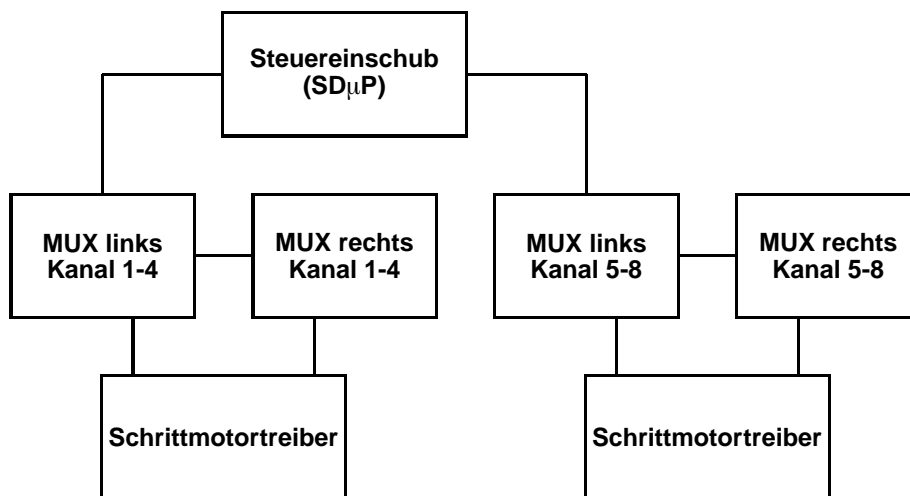 Steuereinschub
(SDμP)
MUX links
Kanal 1-4
MUX rechts
Kanal 1-4
MUX links
Kanal 5-8
MUX rechts
Kanal 5-8
Schrittmotortreiber
Schrittmotortreiber